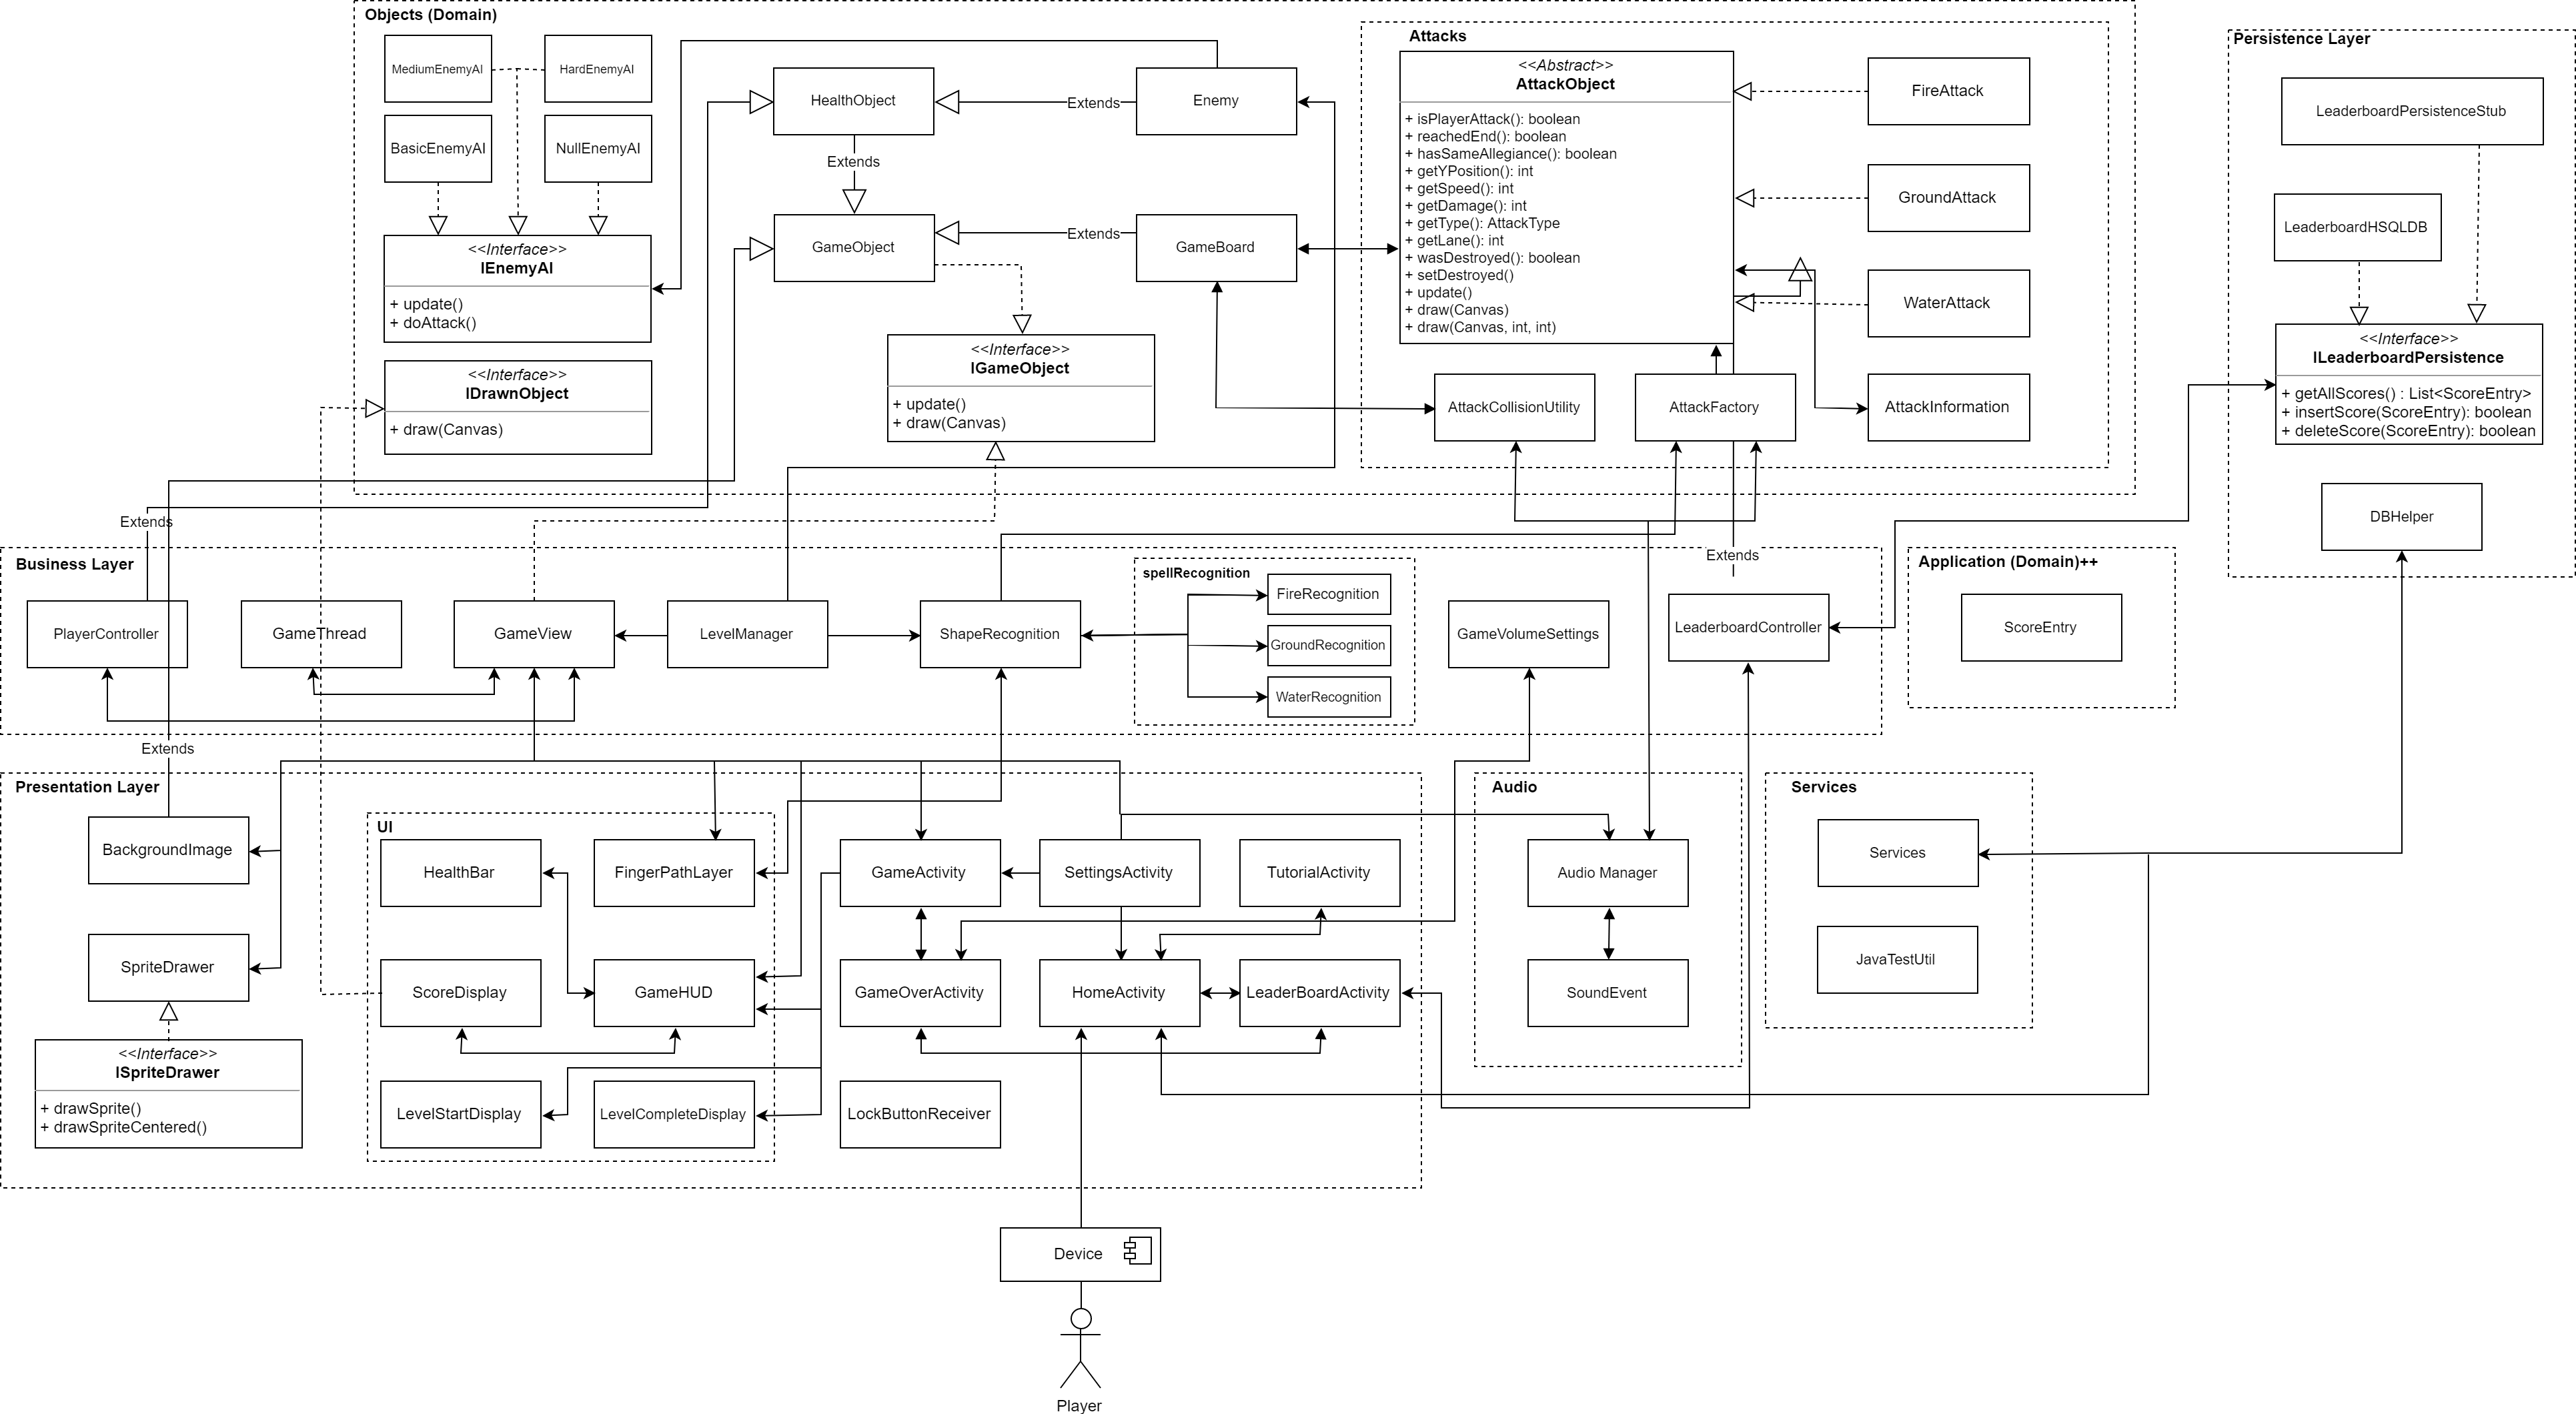 Objects (Domain)
MediumEnemyAI
HardEnemyAI
BasicEnemyAI
NullEnemyAI
<<Interface>>
IEnemyAI
+ update()
+ doAttack()
<<Interface>>
IDrawnObject
+ draw(Canvas)
HealthObject
Extends
Enemy
Extends
GameObject
Extends
GameBoard
<<Interface>>
IGameObject
+ update()
+ draw(Canvas)
Attacks
<<Abstract>>
AttackObject
+ isPlayerAttack(): boolean
+ reachedEnd(): boolean
+ hasSameAllegiance(): boolean
+ getYPosition(): int
+ getSpeed(): int
+ getDamage(): int
+ getType(): AttackType
+ getLane(): int
+ wasDestroyed(): boolean
+ setDestroyed()
+ update()
+ draw(Canvas)
+ draw(Canvas, int, int)
FireAttack
GroundAttack
WaterAttack
AttackCollisionUtility
AttackFactory
AttackInformation
Persistence Layer
LeaderboardPersistenceStub
LeaderboardHSQLDB
<<Interface>>
ILeaderboardPersistence
+ getAllScores() : List<ScoreEntry>
+ insertScore(ScoreEntry): boolean
+ deleteScore(ScoreEntry): boolean
DBHelper
Extends
Business Layer
PlayerController
GameThread
GameView
LevelManager
ShapeRecognition
spellRecognition
FireRecognition
GroundRecognition
WaterRecognition
GameVolumeSettings
Extends
LeaderboardController
Application (Domain)++
ScoreEntry
Extends
Presentation Layer
BackgroundImage
SpriteDrawer
<<Interface>>
ISpriteDrawer
+ drawSprite()
+ drawSpriteCentered()
UI
HealthBar
FingerPathLayer
ScoreDisplay
GameHUD
LevelStartDisplay
LevelCompleteDisplay
GameActivity
SettingsActivity
TutorialActivity
GameOverActivity
HomeActivity
LeaderBoardActivity
LockButtonReceiver
Audio
Audio Manager
SoundEvent
Services
Services
JavaTestUtil
Device
Player